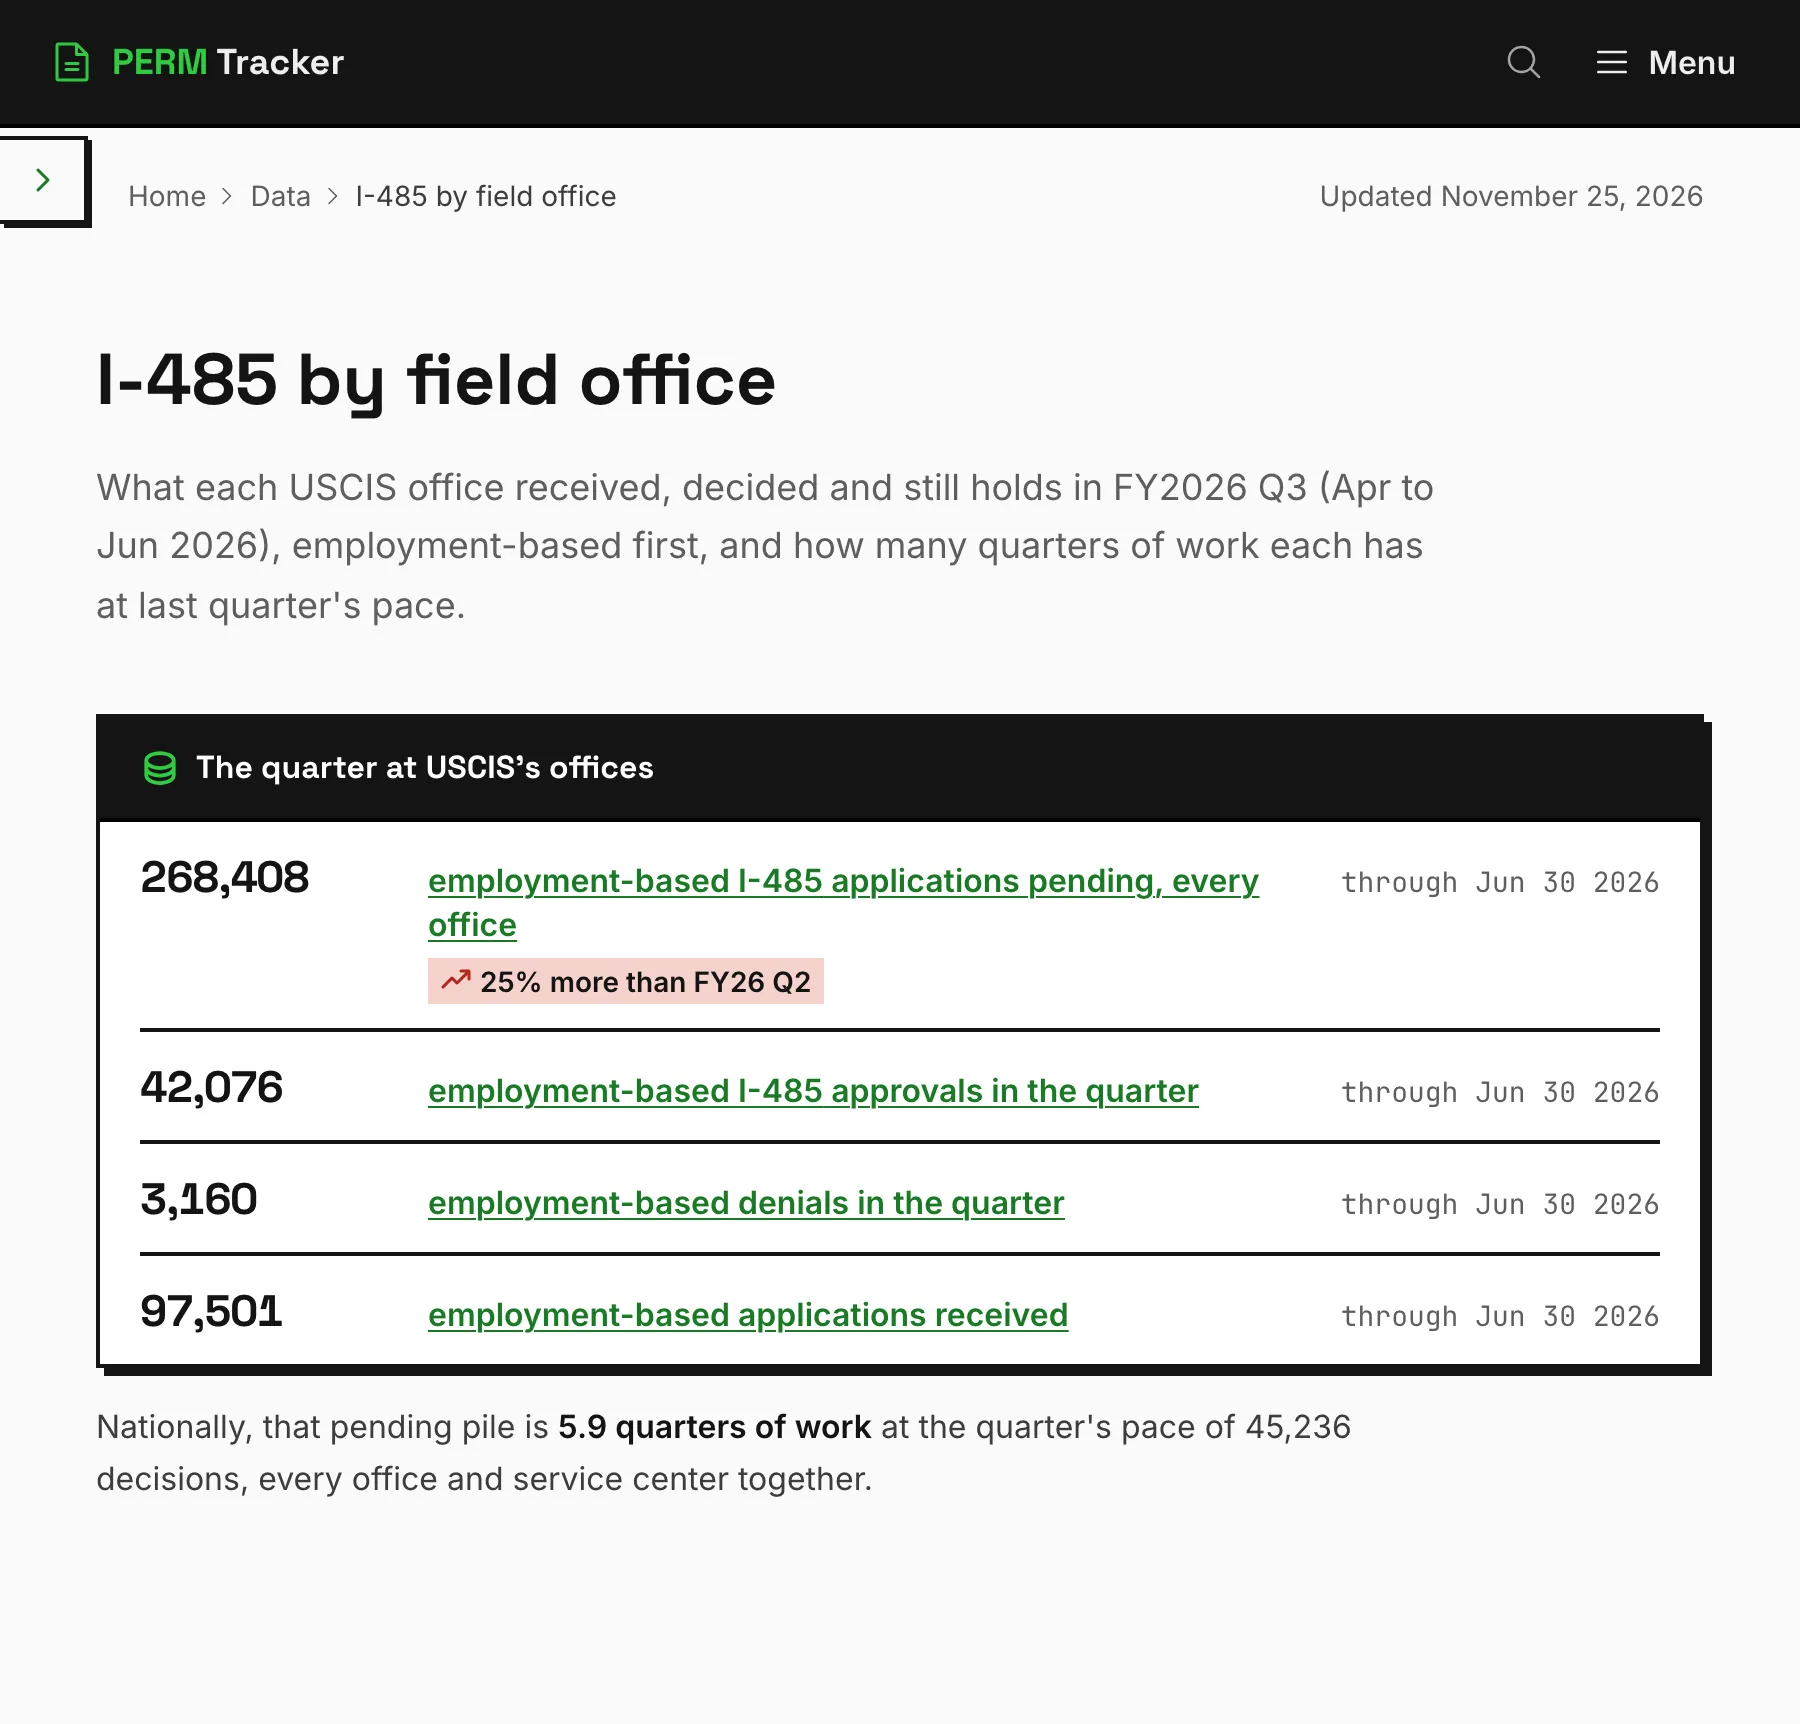 PERM Tracker
Menu
Home > Data > I-485 by field office
Updated November 25, 2026
I-485 by field office
What each USCIS office received, decided and still holds in FY2026 Q3 (Apr to
Jun 2026), employment-based first, and how many quarters of work each has
at last quarter's pace.
The quarter at USCIS’s offices
268,408
employment-based I-485 applications pending, every
office
through Jun 30 2026
25% more than FY26 Q2
42,076
employment-based I-485 approvals in the quarter
through Jun 30 2026
3,160
employment-based denials in the quarter
through Jun 30 2026
97,501
employment-based applications received
through Jun 30 2026
Nationally, that pending pile is 5.9 quarters of work at the quarter's pace of 45,236
decisions, every office and service center together.